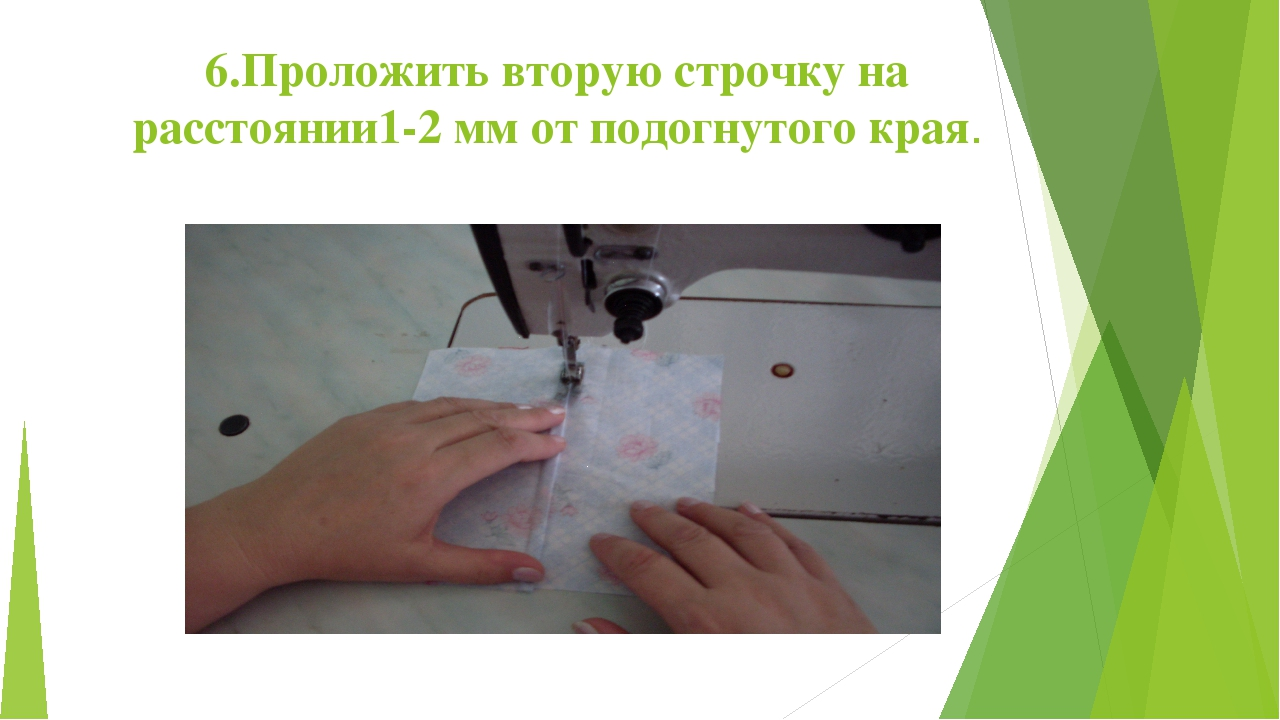 6.Проложить вторую строчку на
расстоянии1-2 мм от подогнутого края.